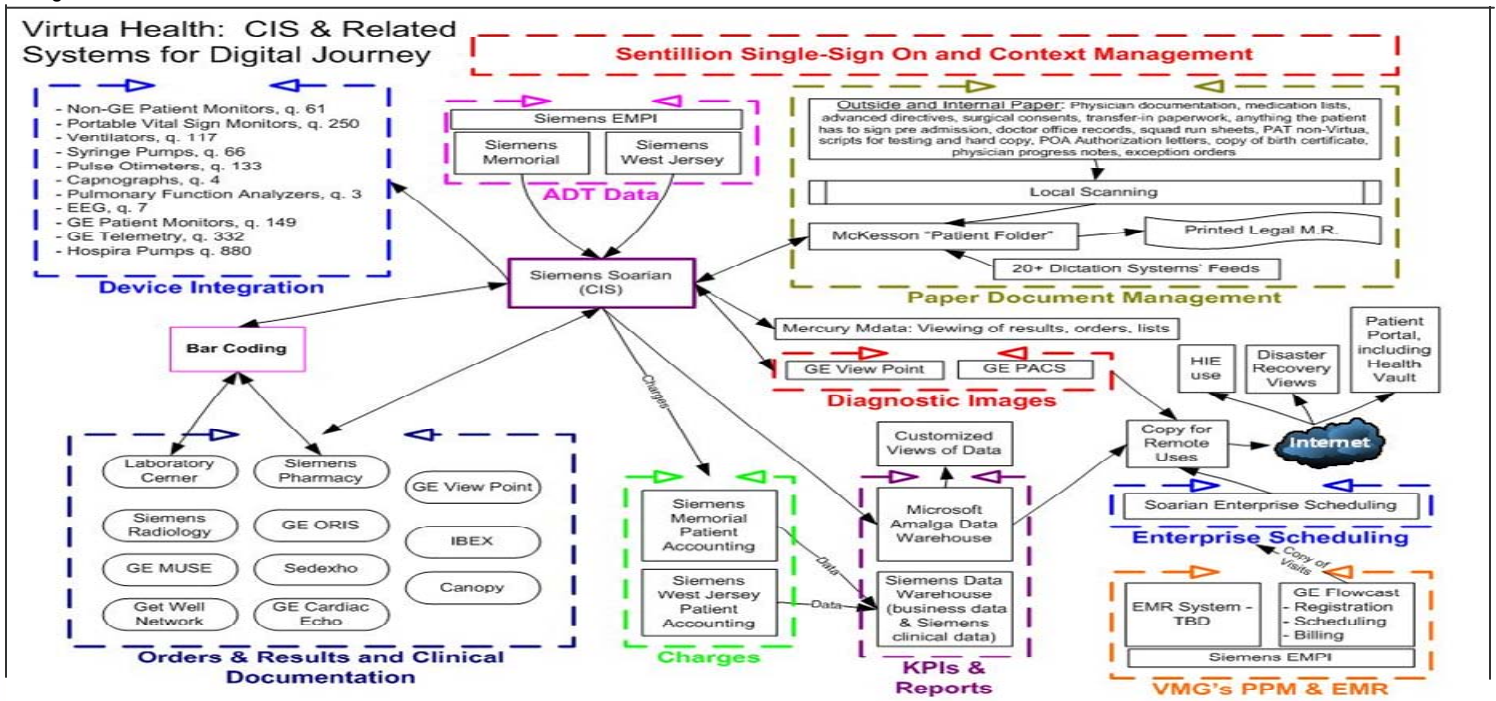 Virtua Health: CIS & Related
Systems for Digital Journey
Sentillion Single-Sign On and Context Management
- Non-GE Patient Monitors, q. 61
- Portable Vital Sign Monitors, q. 250
- Ventilators, q. 117
- Syringe Pumps, q. 66
- Pulse Otimeters, q. 133
- Capnographs, q. 4
- Pulmonary Function Analyzers, q. 3
- EEG, q. 7
- GE Patient Monitors, q. 149
- GE Telemetry, q. 332
- Hospira Pumps q. 880
Device Integration
Siemens EMPI
Siemens
Memorial
Siemens
West Jersey
ADT Data
Outside and Internal Paper: Physician documentation, medication lists,
advanced directives, surgical consents, transfer-in paperwork, anything the patient
has to sign pre admission, doctor office records, squad run sheets, PAT non-Virtua,
scripts for testing and hard copy, POA Authorization letters, copy of birth certificate,
physician progress notes, exception orders
Local Scanning
McKesson "Patient Folder"
Printed Legal M.R.
20+ Dictation Systems' Feeds
Paper Document Management
Siemens Soarian
(CIS)
Bar Coding
Mercury Mdata: Viewing of results, orders, lists
GE View Point
GE PACS
Diagnostic Images
HIE
use
Disaster
Recovery
Views
Patient
Portal,
including
Health
Vault
Copy for
Remote
Uses
Internet
Charges
Laboratory
Cerner
Siemens
Pharmacy
GE View Point
Siemens
Radiology
GE ORIS
IBEX
GE MUSE
Sedexho
Canopy
Get Well
Network
GE Cardiac
Echo
Orders & Results and Clinical
Documentation
Siemens
Memorial
Patient
Accounting
Siemens
West Jersey
Patient
Accounting
Charges
Data
Data
Customized
Views of Data
Microsoft
Amalga Data
Warehouse
Siemens Data
Warehouse
(business data
& Siemens
clinical data)
KPIs &
Reports
Soarian Enterprise Scheduling
Enterprise Scheduling
Copy of
Visits
EMR System -
TBD
GE Flowcast
- Registration
- Scheduling
- Billing
Siemens EMPI
VMG's PPM & EMR